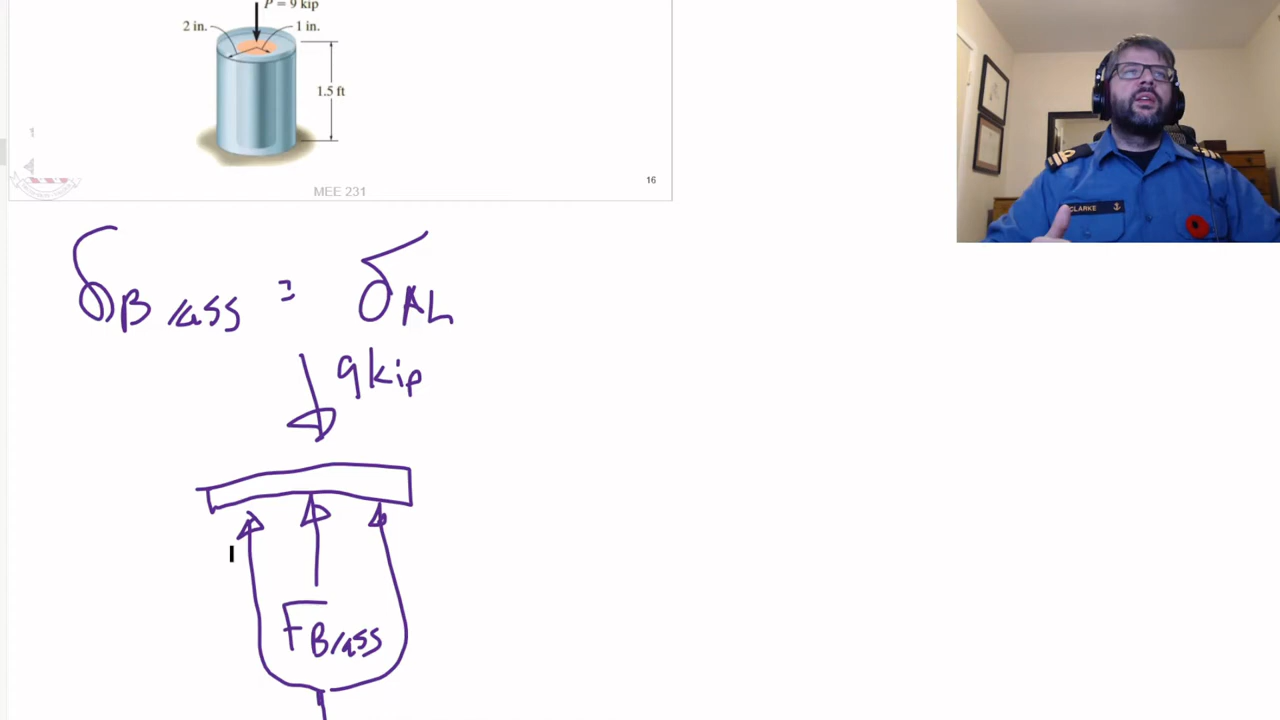 P = 9 kip
2 in.
1 in.
1.5 ft
MEE 231
16
CLARKE
δBrass = δAL
9kip
FBrass